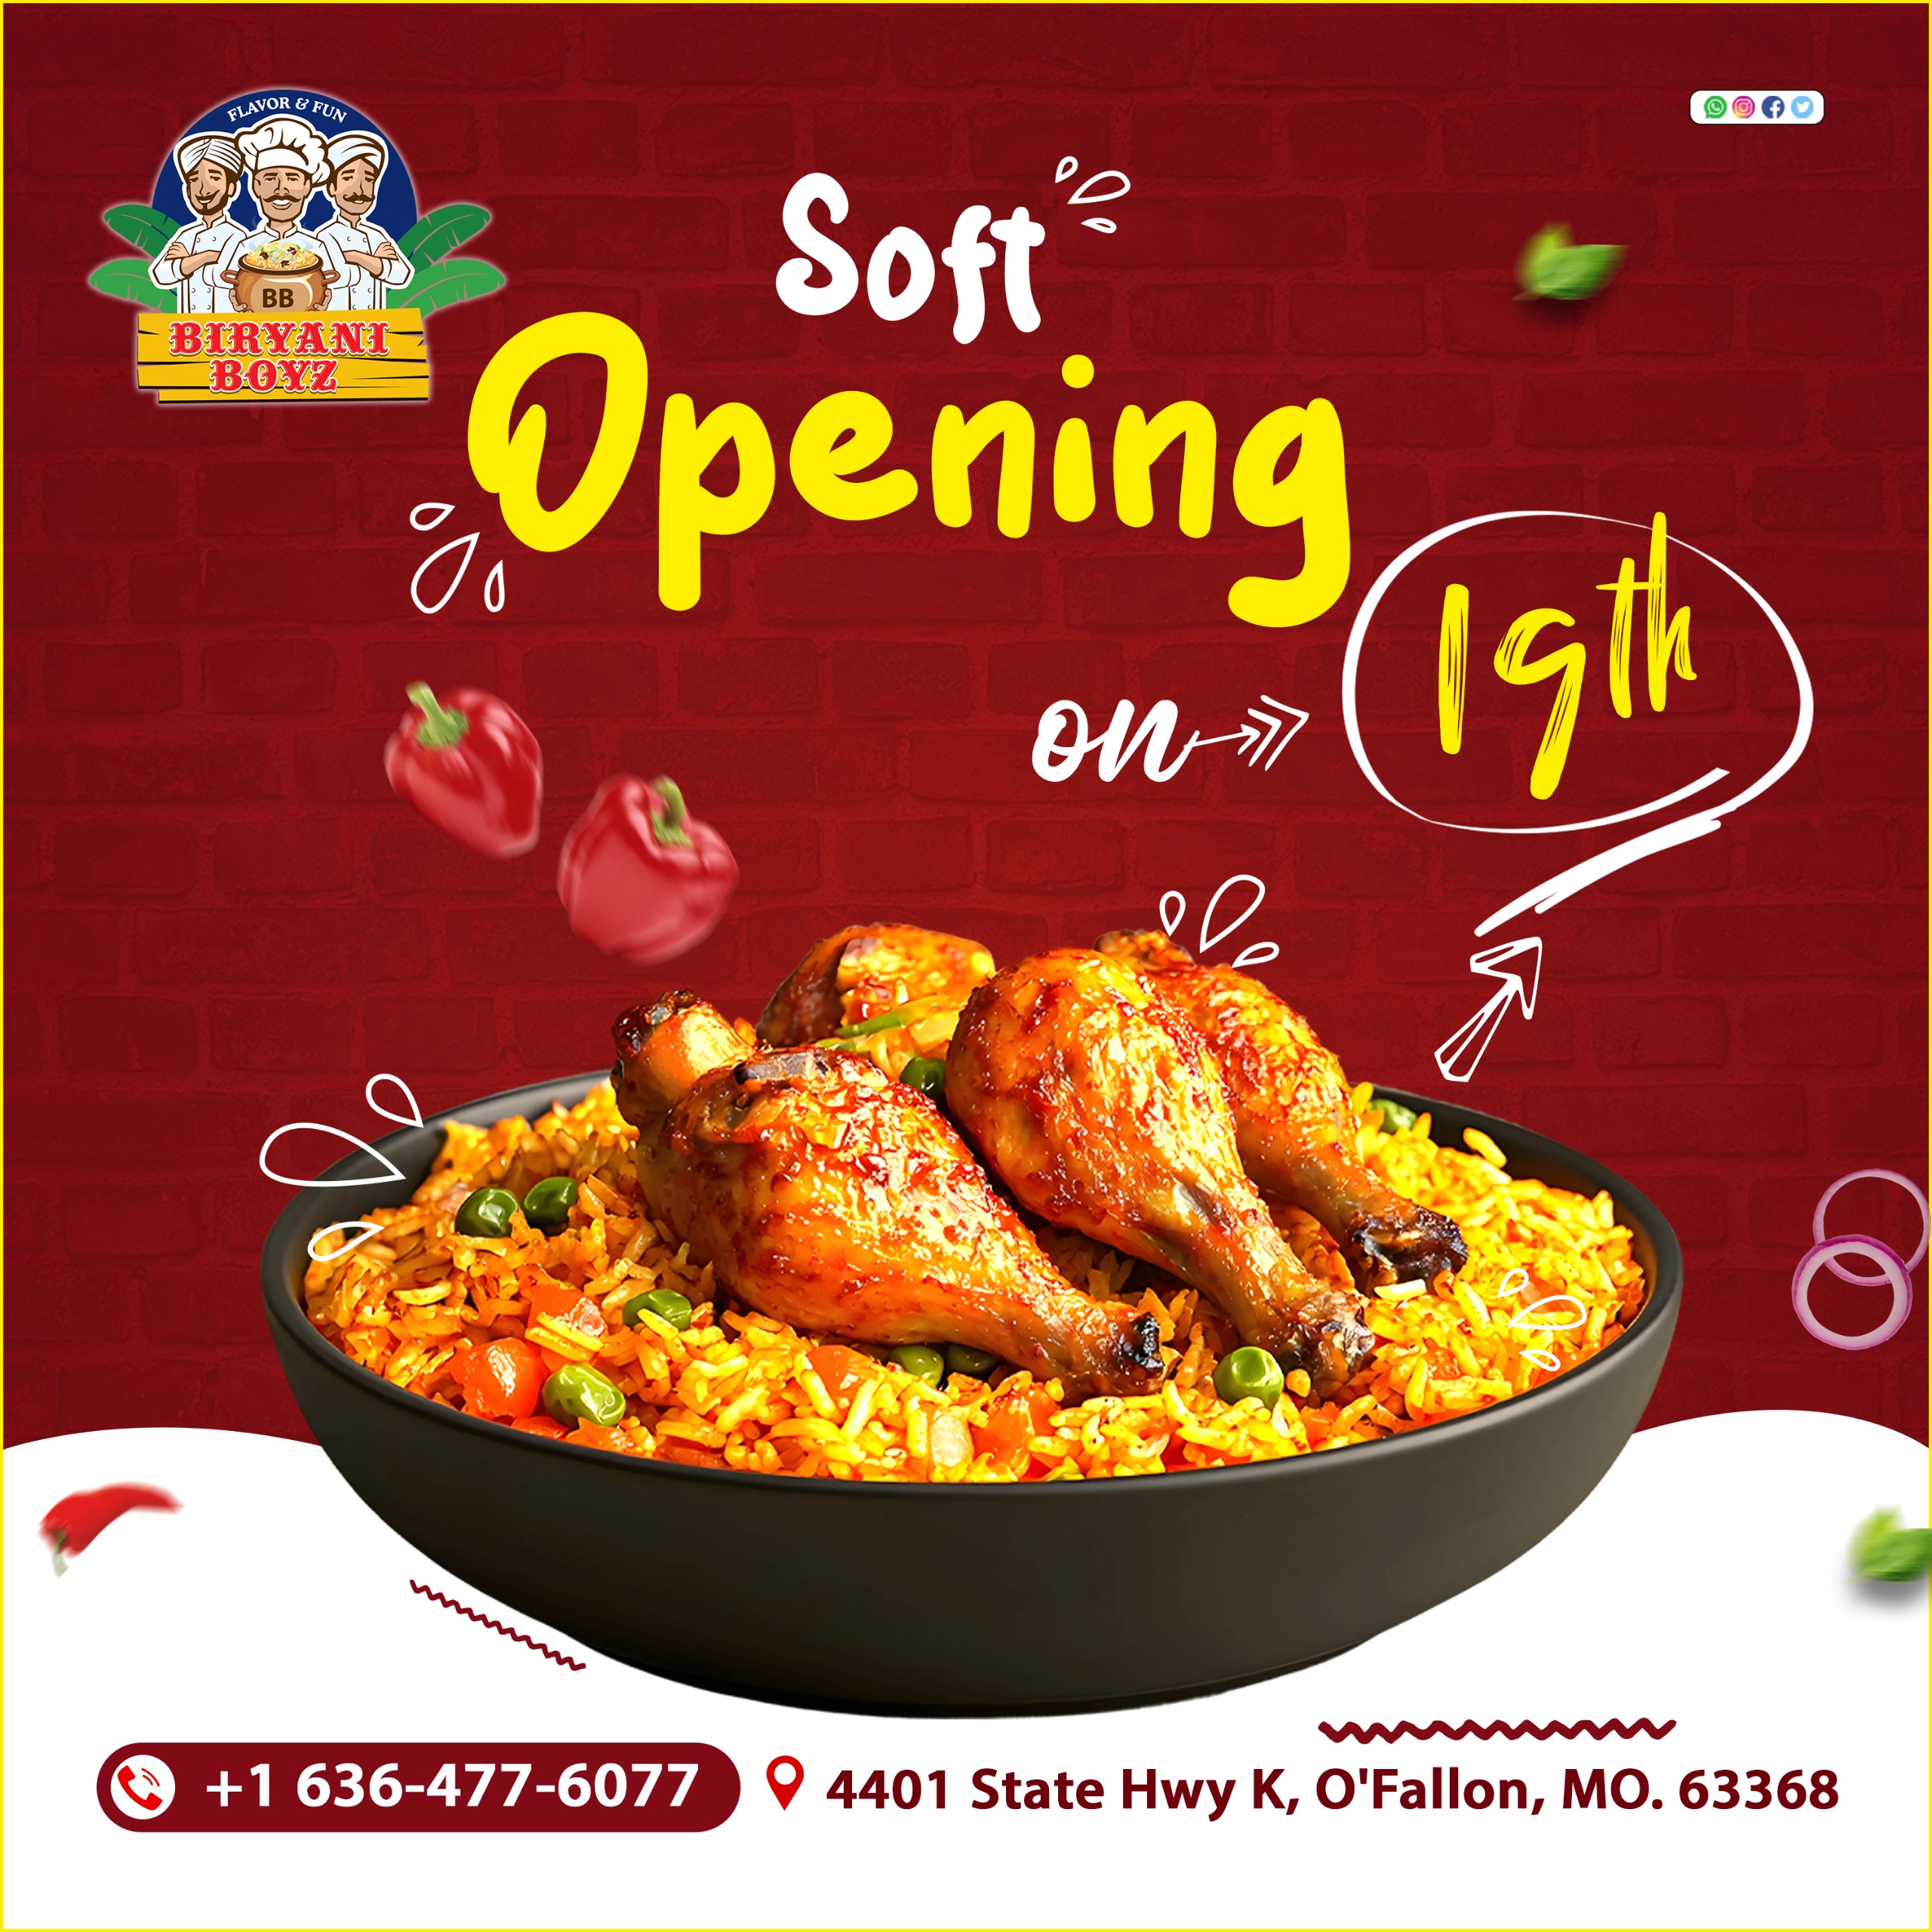 FLAVOR & FUN
BB
BIRYANI
BOYZ
Soft
Opening
on
19th
+1 636-477-6077
4401 State Hwy K, O'Fallon, MO. 63368